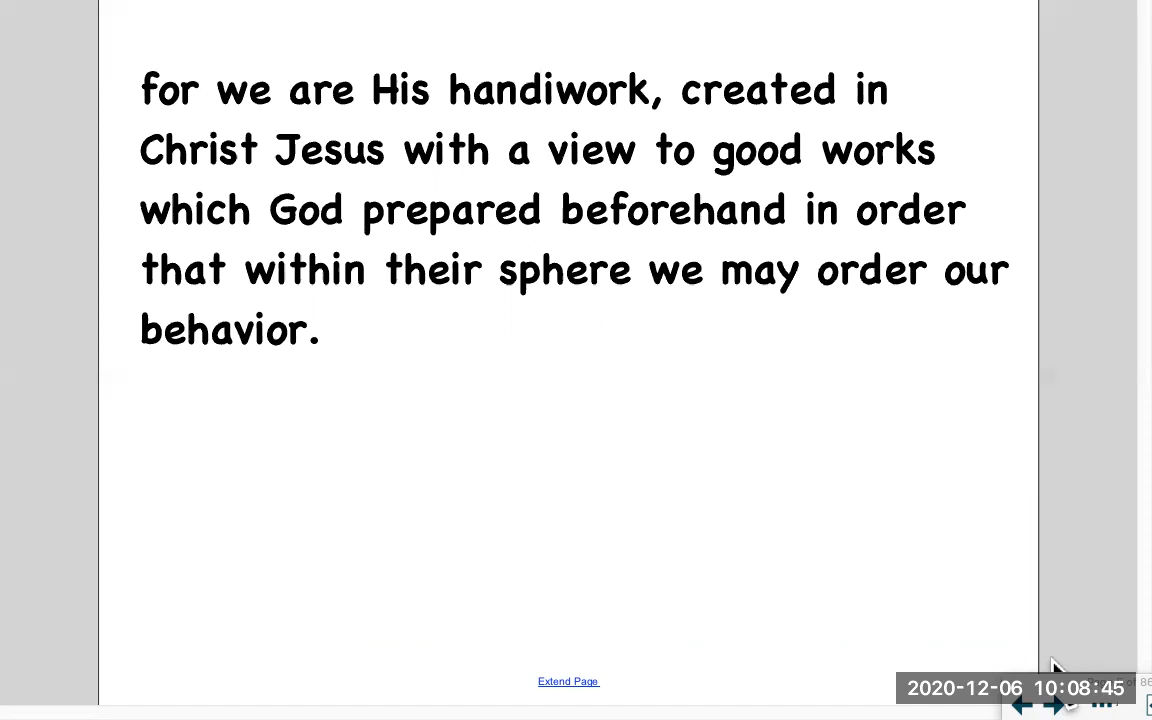 for we are His handiwork, created in
Christ Jesus with a view to good works
which God prepared beforehand in order
that within their sphere we may order our
behavior.
Extend Page
2020-12-06 10:08:45